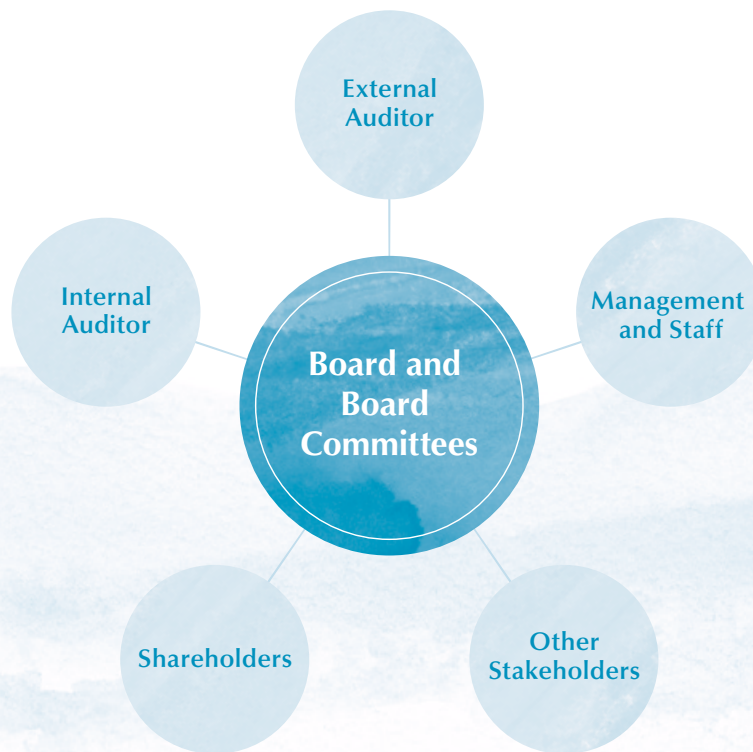 External
Auditor
Internal
Auditor
Management
and Staff
Board and
Board
Committees
Shareholders
Other
Stakeholders